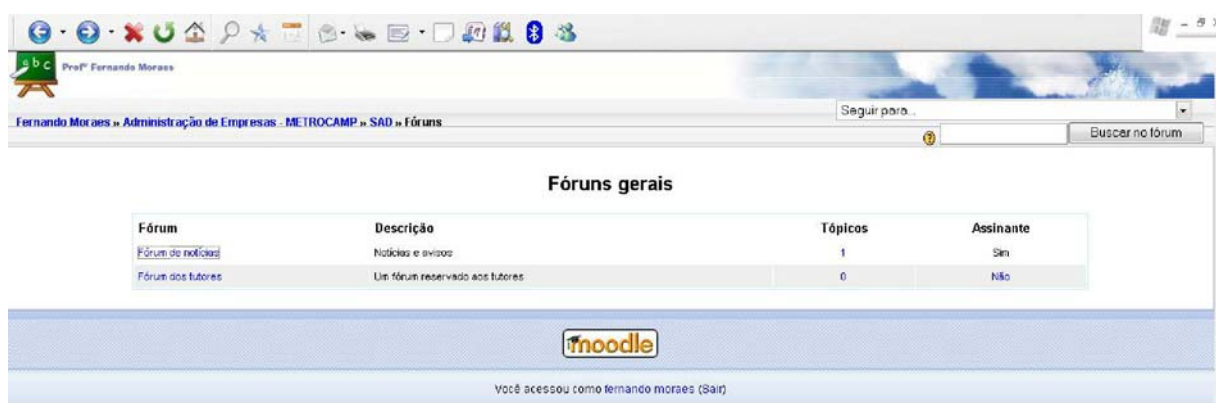 abc
Profº Fernando Moraes
Seguir para...
Fernando Moraes » Administração de Empresas - METROCAMP » SAD » Fóruns
Buscar no fórum
Fóruns gerais
Fórum Descrição Tópicos Assinante
Fórum de notícias Notícias e avisos 1 Sim
Fórum dos tutores Um fórum reservado aos tutores 0 Não
moodle
Você acessou como fernando moraes (Sair)